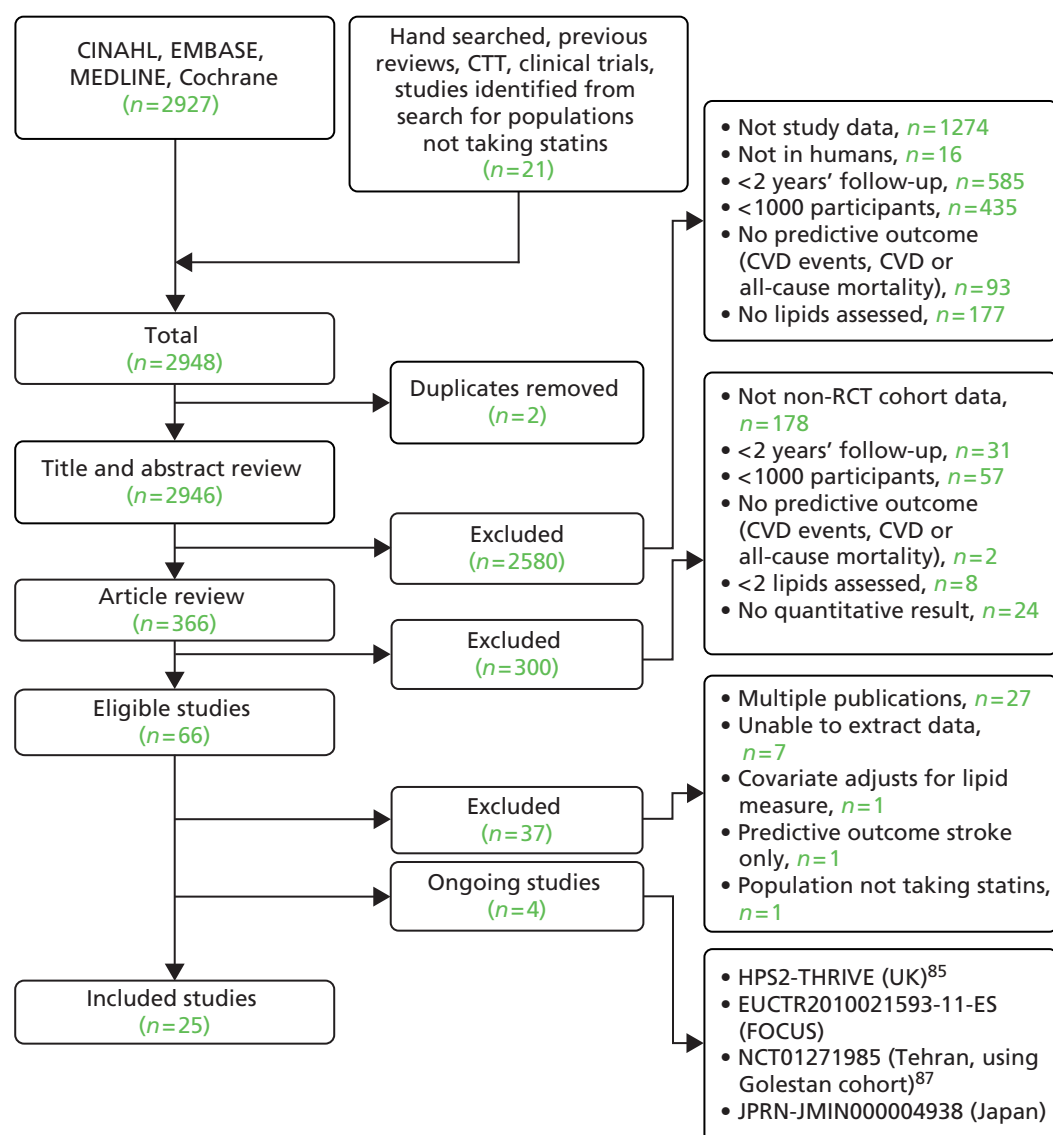 CINAHL, EMBASE,
MEDLINE, Cochrane
(n=2927)
Hand searched, previous
reviews, CTT, clinical trials,
studies identified from
search for populations
not taking statins
(n=21)
Total
(n=2948)
Duplicates removed
(n=2)
Title and abstract review
(n=2946)
Excluded
(n=2580)
• Not study data, n=1274
• Not in humans, n=16
• <2 years’ follow-up, n=585
• <1000 participants, n=435
• No predictive outcome
(CVD events, CVD or
all-cause mortality), n=93
• No lipids assessed, n=177
Article review
(n=366)
Excluded
(n=300)
• Not non-RCT cohort data,
n=178
• <2 years’ follow-up, n=31
• <1000 participants, n=57
• No predictive outcome
(CVD events, CVD or
all-cause mortality), n=2
• <2 lipids assessed, n=8
• No quantitative result, n=24
Eligible studies
(n=66)
Excluded
(n=37)
• Multiple publications, n=27
• Unable to extract data,
n=7
• Covariate adjusts for lipid
measure, n=1
• Predictive outcome stroke
only, n=1
• Population not taking statins,
n=1
Ongoing studies
(n=4)
• HPS2-THRIVE (UK)85
• EUCTR2010021593-11-ES
(FOCUS)
• NCT01271985 (Tehran, using
Golestan cohort)87
• JPRN-JMIN000004938 (Japan)
Included studies
(n=25)